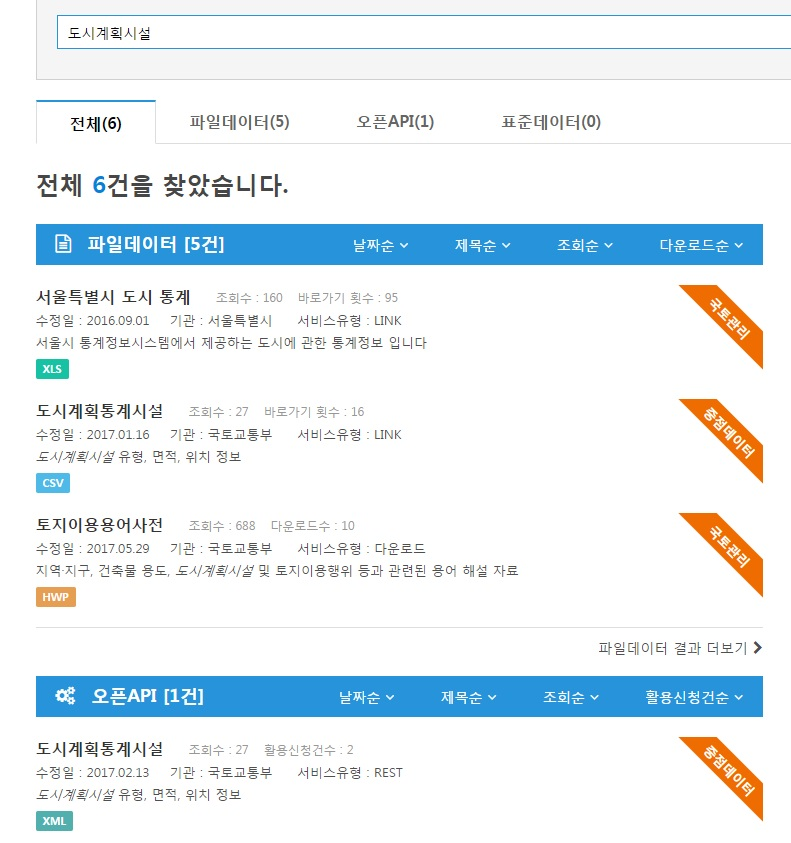 도시계획시설
전체(6) 파일데이터(5) 오픈API(1) 표준데이터(0)
전체 6건을 찾았습니다.
파일데이터 [5건] 날짜순 제목순 조회순 다운로드순
서울특별시 도시 통계 조회수 : 160 바로가기 횟수 : 95
국토관리
수정일 : 2016.09.01 기관 : 서울특별시 서비스유형 : LINK
서울시 통계정보시스템에서 제공하는 도시에 관한 통계정보 입니다
XLS
도시계획통계시설 조회수 : 27 바로가기 횟수 : 16
중점데이터
수정일 : 2017.01.16 기관 : 국토교통부 서비스유형 : LINK
도시계획시설 유형, 면적, 위치 정보
CSV
토지이용용어사전 조회수 : 688 다운로드수 : 10
국토관리
수정일 : 2017.05.29 기관 : 국토교통부 서비스유형 : 다운로드
지역·지구, 건축물 용도, 도시계획시설 및 토지이용행위 등과 관련된 용어 해설 자료
HWP
파일데이터 결과 더보기
오픈API [1건] 날짜순 제목순 조회순 활용신청건순
도시계획통계시설 조회수 : 27 활용신청건수 : 2
중점데이터
수정일 : 2017.02.13 기관 : 국토교통부 서비스유형 : REST
도시계획시설 유형, 면적, 위치 정보
XML